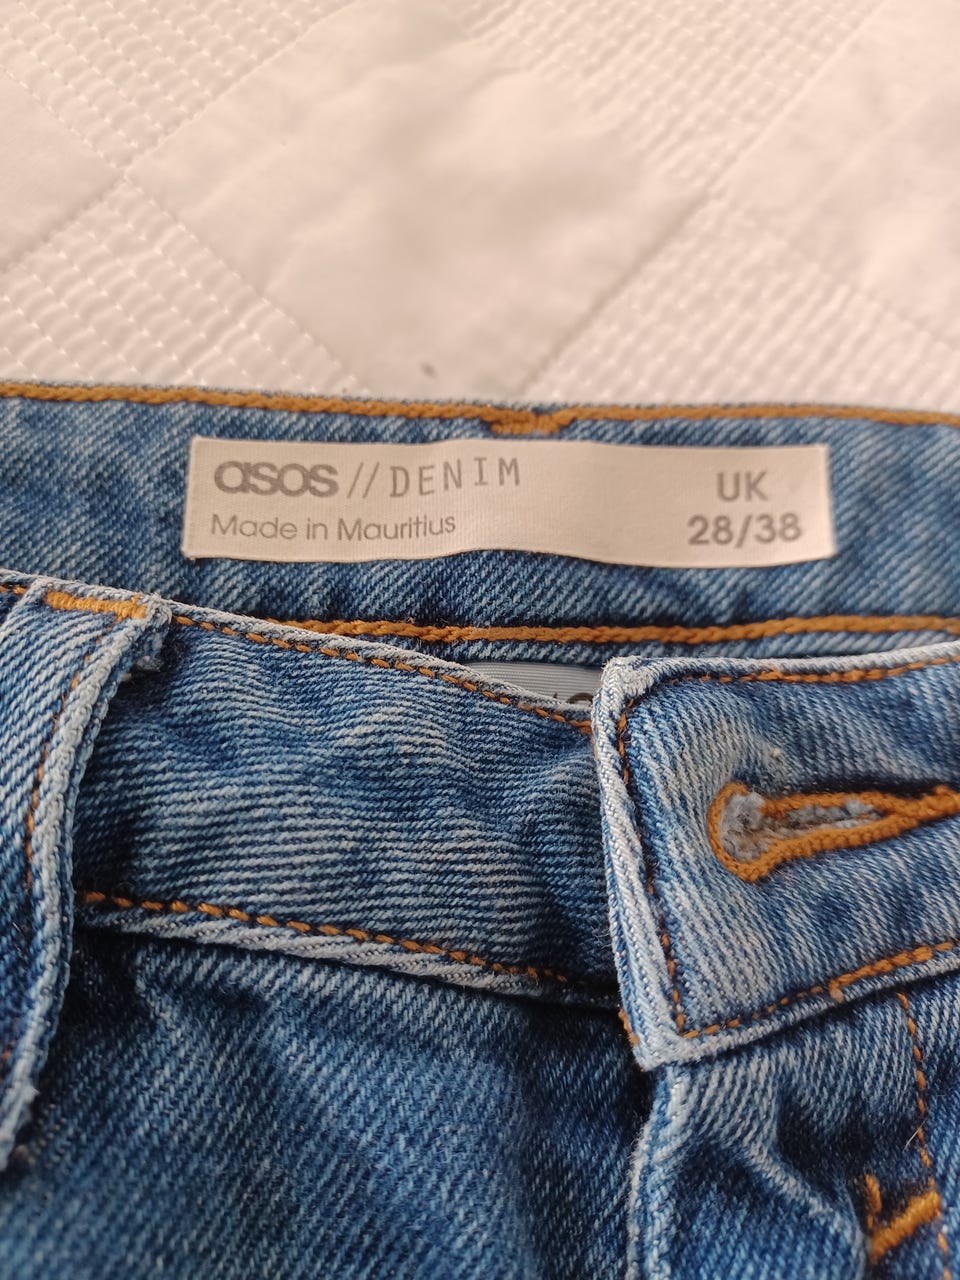 asos // DENIM
Made in Mauritius
UK
28/38